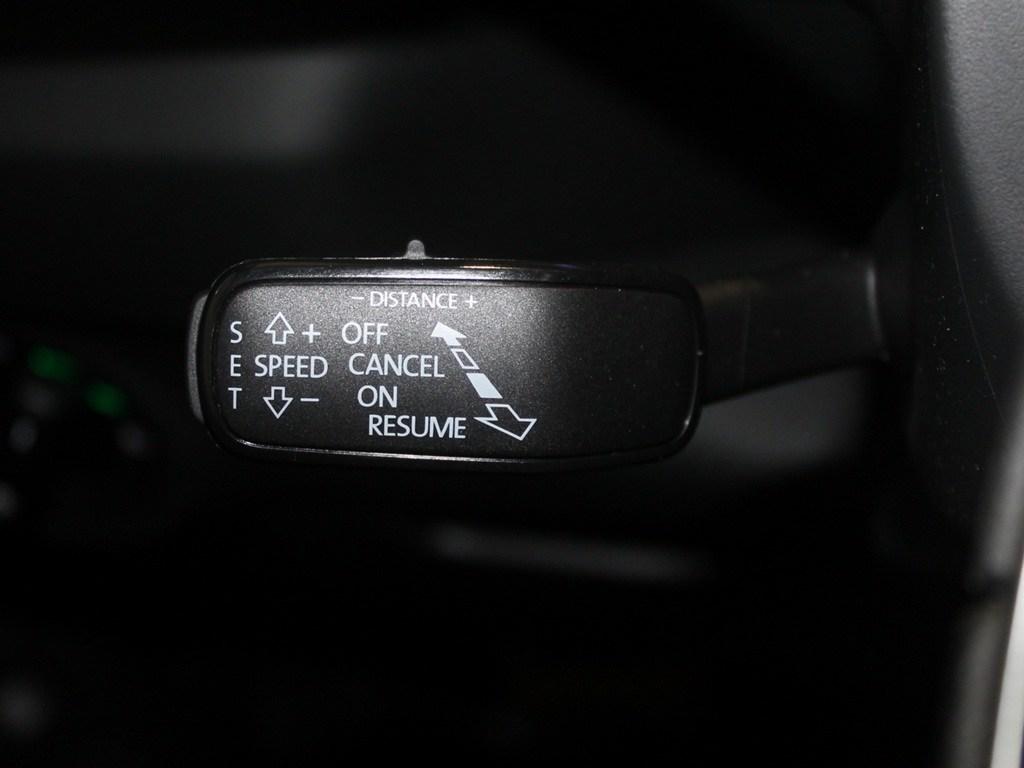 - DISTANCE +
S + OFF
E SPEED CANCEL
T - ON
RESUME